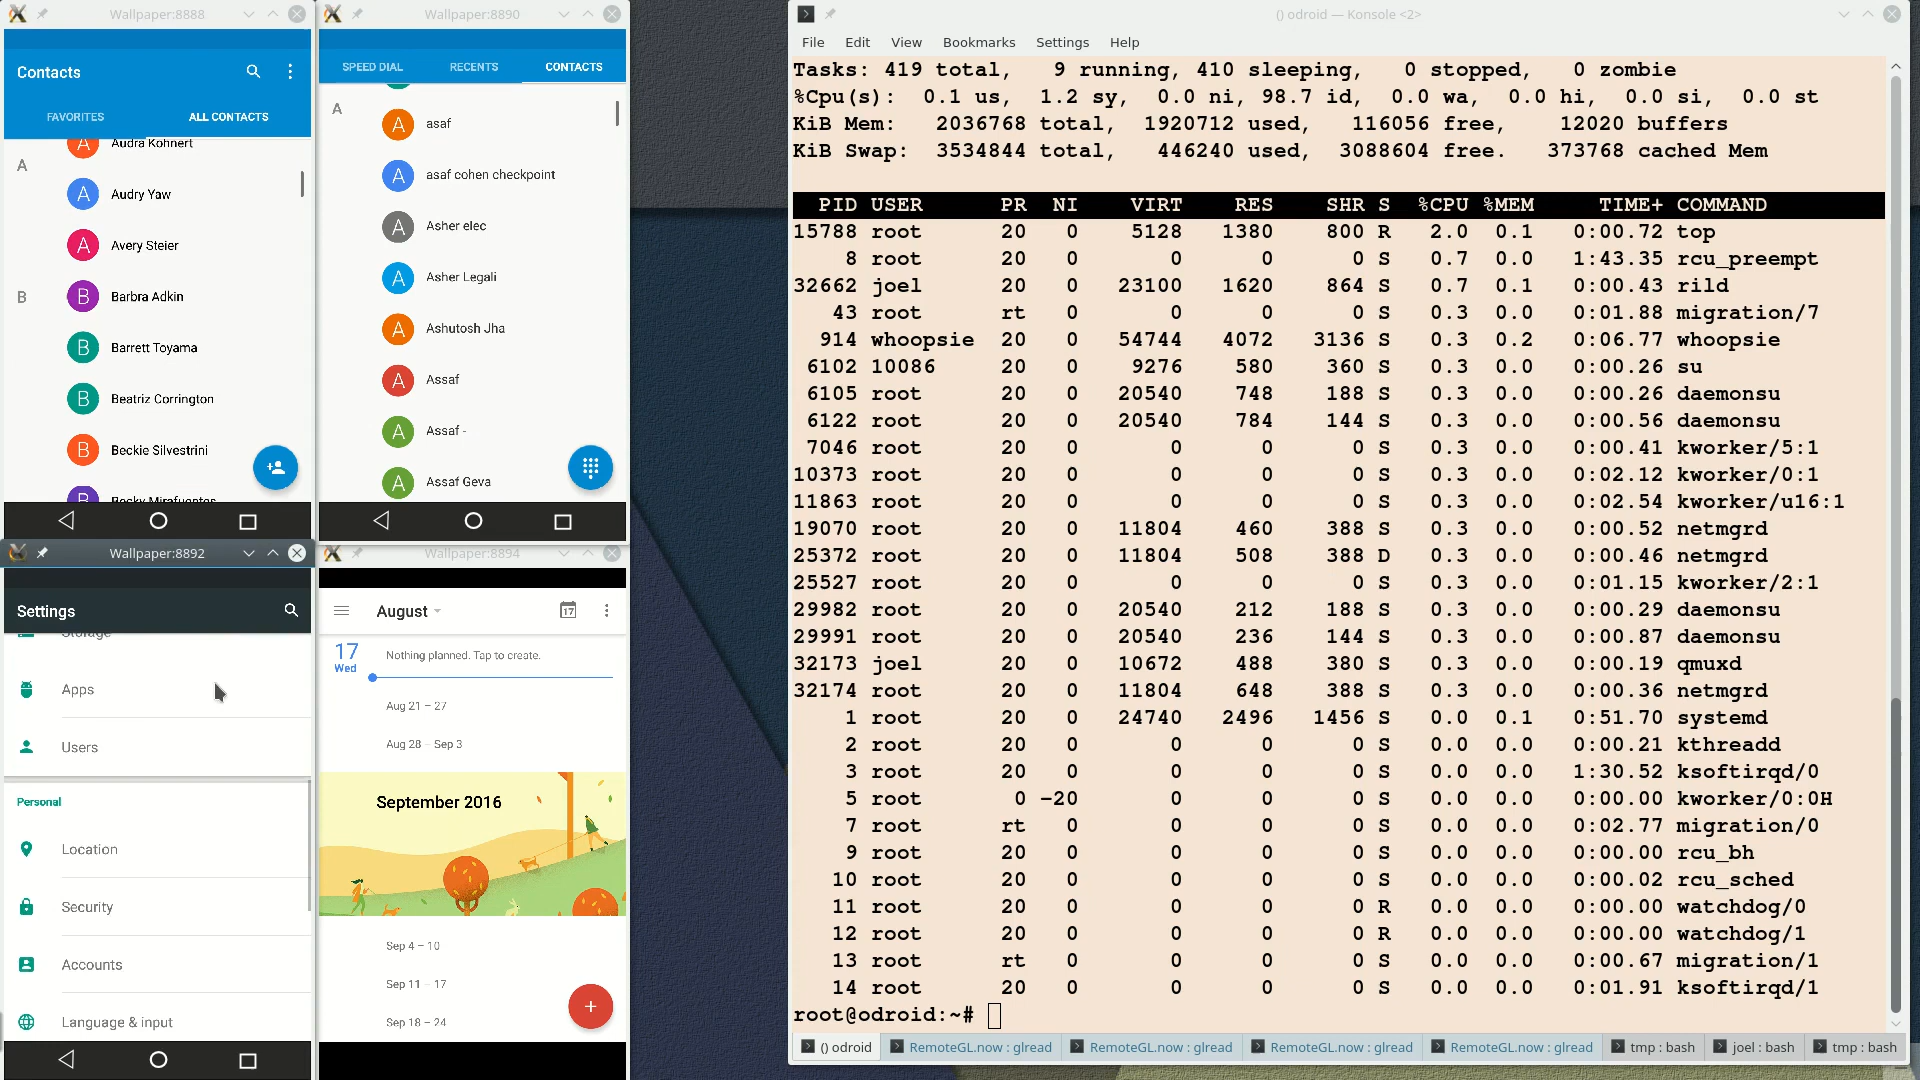 Wallpaper:8888
Contacts
FAVORITES ALL CONTACTS
Audra Kohnert
A
A
A Audry Yaw
A Avery Steier
B
B Barbra Adkin
B Barrett Toyama
B Beatriz Corrington
B Beckie Silvestrini
B Becky Mirafuentes
Wallpaper:8890
SPEED DIAL RECENTS CONTACTS
A
A asaf
A asaf cohen checkpoint
A Asher elec
A Asher Legali
A Ashutosh Jha
A Assaf
A Assaf -
A Assaf Geva
Wallpaper:8892
Settings
Storage
Apps
Users
Personal
Location
Security
Accounts
Language & input
Wallpaper:8894
August
17
17
Wed
Nothing planned. Tap to create.
Aug 21 – 27
Aug 28 – Sep 3
September 2016
Sep 4 – 10
Sep 11 – 17
Sep 18 – 24
() odroid — Konsole <2>
File Edit View Bookmarks Settings Help
Tasks: 419 total, 9 running, 410 sleeping, 0 stopped, 0 zombie
%Cpu(s): 0.1 us, 1.2 sy, 0.0 ni, 98.7 id, 0.0 wa, 0.0 hi, 0.0 si, 0.0 st
KiB Mem: 2036768 total, 1920712 used, 116056 free, 12020 buffers
KiB Swap: 3534844 total, 446240 used, 3088604 free. 373768 cached Mem
PID USER PR NI VIRT RES SHR S %CPU %MEM TIME+ COMMAND
15788 root 20 0 5128 1380 800 R 2.0 0.1 0:00.72 top
8 root 20 0 0 0 0 S 0.7 0.0 1:43.35 rcu_preempt
32662 joel 20 0 23100 1620 864 S 0.7 0.1 0:00.43 rild
43 root rt 0 0 0 0 S 0.3 0.0 0:01.88 migration/7
914 whoopsie 20 0 54744 4072 3136 S 0.3 0.2 0:06.77 whoopsie
6102 10086 20 0 9276 580 360 S 0.3 0.0 0:00.26 su
6105 root 20 0 20540 748 188 S 0.3 0.0 0:00.26 daemonsu
6122 root 20 0 20540 784 144 S 0.3 0.0 0:00.56 daemonsu
7046 root 20 0 0 0 0 S 0.3 0.0 0:00.41 kworker/5:1
10373 root 20 0 0 0 0 S 0.3 0.0 0:02.12 kworker/0:1
11863 root 20 0 0 0 0 S 0.3 0.0 0:02.54 kworker/u16:1
19070 root 20 0 11804 460 388 S 0.3 0.0 0:00.52 netmgrd
25372 root 20 0 11804 508 388 D 0.3 0.0 0:00.46 netmgrd
25527 root 20 0 0 0 0 S 0.3 0.0 0:01.15 kworker/2:1
29982 root 20 0 20540 212 188 S 0.3 0.0 0:00.29 daemonsu
29991 root 20 0 20540 236 144 S 0.3 0.0 0:00.87 daemonsu
32173 joel 20 0 10672 488 380 S 0.3 0.0 0:00.19 qmuxd
32174 root 20 0 11804 648 388 S 0.3 0.0 0:00.36 netmgrd
1 root 20 0 24740 2496 1456 S 0.0 0.1 0:51.70 systemd
2 root 20 0 0 0 0 S 0.0 0.0 0:00.21 kthreadd
3 root 20 0 0 0 0 S 0.0 0.0 1:30.52 ksoftirqd/0
5 root 0 -20 0 0 0 S 0.0 0.0 0:00.00 kworker/0:0H
7 root rt 0 0 0 0 S 0.0 0.0 0:02.77 migration/0
9 root 20 0 0 0 0 S 0.0 0.0 0:00.00 rcu_bh
10 root 20 0 0 0 0 S 0.0 0.0 0:00.02 rcu_sched
11 root 20 0 0 0 0 R 0.0 0.0 0:00.00 watchdog/0
12 root 20 0 0 0 0 R 0.0 0.0 0:00.00 watchdog/1
13 root rt 0 0 0 0 S 0.0 0.0 0:00.67 migration/1
14 root 20 0 0 0 0 S 0.0 0.0 0:01.91 ksoftirqd/1
root@odroid:~#
() odroid RemoteGL.now : glread RemoteGL.now : glread RemoteGL.now : glread RemoteGL.now : glread tmp : bash joel : bash tmp : bash